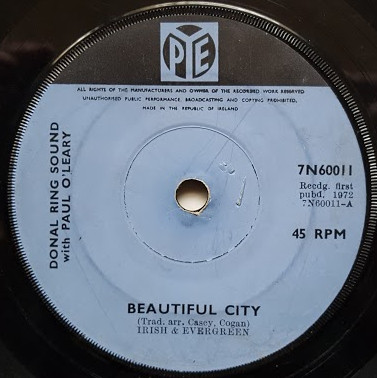 PYE
ALL RIGHTS OF THE MANUFACTURERS AND OWNER OF THE RECORDED WORK RESERVED
UNAUTHORISED PUBLIC PERFORMANCE, BROADCASTING AND COPYING PROHIBITED.
MADE IN THE REPUBLIC OF IRELAND
DONAL RING SOUND
with PAUL O'LEARY
7N60011
Recdg. first
pubd. 1972
7N60011-A
45 RPM
BEAUTIFUL CITY
(Trad. arr. Casey, Cogan)
IRISH & EVERGREEN